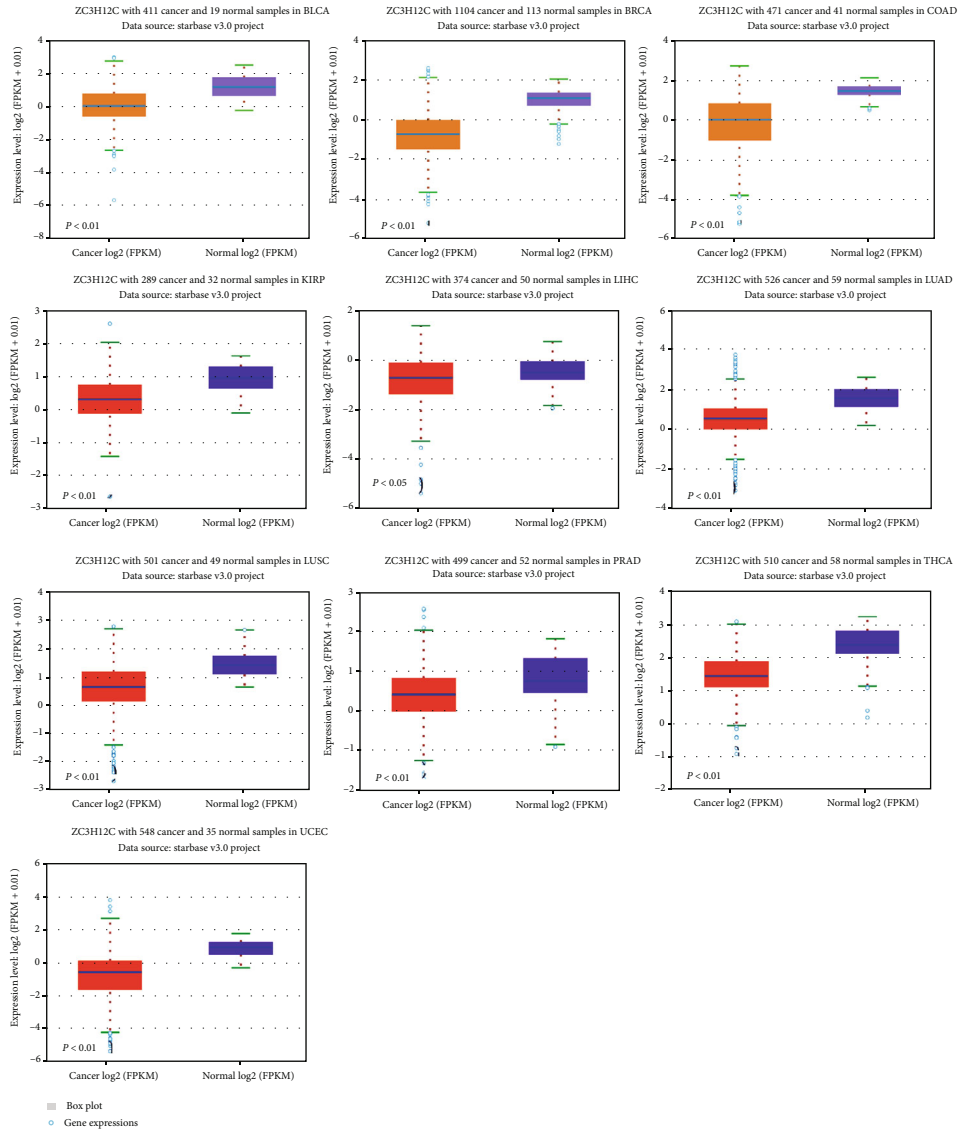 ZC3H12C with 411 cancer and 19 normal samples in BLCA
Data source: starbase v3.0 project
Expression level: log2 (FPKM + 0.01)
4
2
0
−2
−4
−6
−8
P < 0.01
Cancer log2 (FPKM)
Normal log2 (FPKM)
ZC3H12C with 1104 cancer and 113 normal samples in BRCA
Data source: starbase v3.0 project
Expression level: log2 (FPKM + 0.01)
4
2
0
−2
−4
−6
P < 0.01
Cancer log2 (FPKM)
Normal log2 (FPKM)
ZC3H12C with 471 cancer and 41 normal samples in COAD
Data source: starbase v3.0 project
Expression level: log2 (FPKM + 0.01)
4
2
0
−2
−4
−6
P < 0.01
Cancer log2 (FPKM)
Normal log2 (FPKM)
ZC3H12C with 289 cancer and 32 normal samples in KIRP
Data source: starbase v3.0 project
Expression level: log2 (FPKM + 0.01)
3
2
1
0
−1
−2
−3
P < 0.01
Cancer log2 (FPKM)
Normal log2 (FPKM)
ZC3H12C with 374 cancer and 50 normal samples in LIHC
Data source: starbase v3.0 project
Expression level: log2 (FPKM + 0.01)
2
−0
−2
−4
−6
P < 0.05
Cancer log2 (FPKM)
Normal log2 (FPKM)
ZC3H12C with 526 cancer and 59 normal samples in LUAD
Data source: starbase v3.0 project
Expression level: log2 (FPKM + 0.01)
6
4
2
0
−2
−4
P < 0.01
Cancer log2 (FPKM)
Normal log2 (FPKM)
ZC3H12C with 501 cancer and 49 normal samples in LUSC
Data source: starbase v3.0 project
Expression level: log2 (FPKM + 0.01)
4
3
2
1
0
−1
−2
−3
P < 0.01
Cancer log2 (FPKM)
Normal log2 (FPKM)
ZC3H12C with 499 cancer and 52 normal samples in PRAD
Data source: starbase v3.0 project
Expression level: log2 (FPKM + 0.01)
3
2
1
0
−1
−2
P < 0.01
Cancer log2 (FPKM)
Normal log2 (FPKM)
ZC3H12C with 510 cancer and 58 normal samples in THCA
Data source: starbase v3.0 project
Expression level: log2 (FPKM + 0.01)
4
3
2
1
0
−1
−2
P < 0.01
Cancer log2 (FPKM)
Normal log2 (FPKM)
ZC3H12C with 548 cancer and 35 normal samples in UCEC
Data source: starbase v3.0 project
Expression level: log2 (FPKM + 0.01)
6
4
2
0
−2
−4
−6
P < 0.01
Cancer log2 (FPKM)
Normal log2 (FPKM)
Box plot
Gene expressions